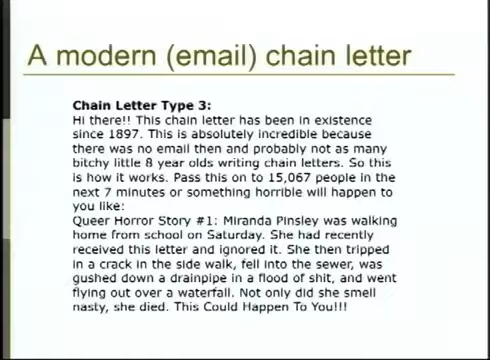 A modern (email) chain letter
Chain Letter Type 3:
Hi there!! This chain letter has been in existence
since 1897. This is absolutely incredible because
there was no email then and probably not as many
bitchy little 8 year olds writing chain letters. So this
is how it works. Pass this on to 15,067 people in the
next 7 minutes or something horrible will happen to
you like:
Queer Horror Story #1: Miranda Pinsley was walking
home from school on Saturday. She had recently
received this letter and ignored it. She then tripped
in a crack in the side walk, fell into the sewer, was
gushed down a drainpipe in a flood of shit, and went
flying out over a waterfall. Not only did she smell
nasty, she died. This Could Happen To You!!!